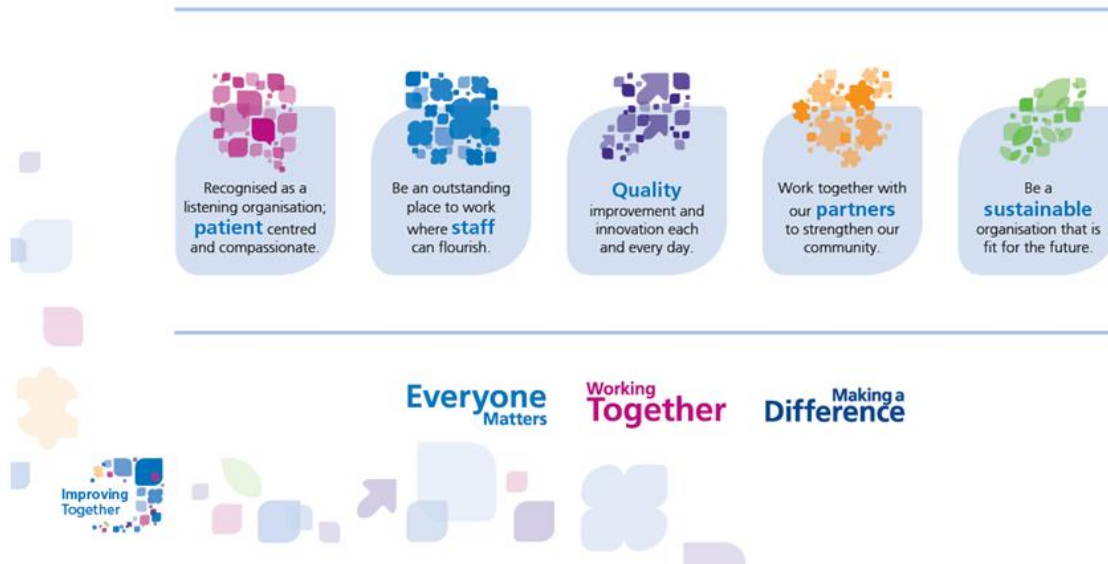 Recognised as a
listening organisation;
patient centred
and compassionate.
Be an outstanding
place to work
where staff
can flourish.
Quality
improvement and
innovation each
and every day.
Work together with
our partners
to strengthen our
community.
Be a
sustainable
organisation that is
fit for the future.
Everyone
Matters
Working
Together
Making a
Difference
Improving
Together